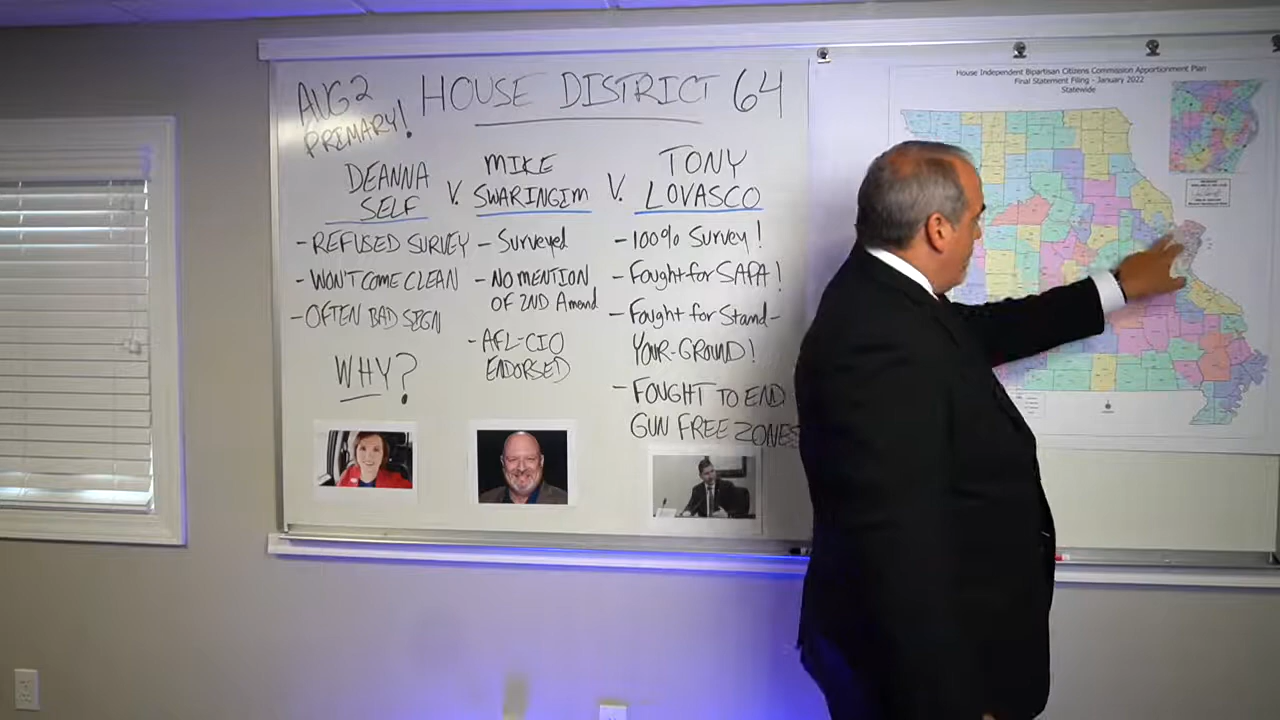 AUG 2
PRIMARY!
HOUSE DISTRICT 64
DEANNA
SELF
V.
MIKE
SWARINGIM
V.
TONY
LOVASCO
- REFUSED SURVEY
- WON'T COME CLEAN
- OFTEN BAD SIGN
WHY?
- Surveyed
- NO MENTION
OF 2ND Amend
- AFL-CIO
ENDORSED
- 100% Survey!
- Fought for SAPA!
- Fought for Stand-
YOUR-GROUND!
- FOUGHT TO END
GUN FREE ZONES
House Independent Bipartisan Citizens Commission Apportionment Plan
Final Statement Filing - January 2022
Statewide